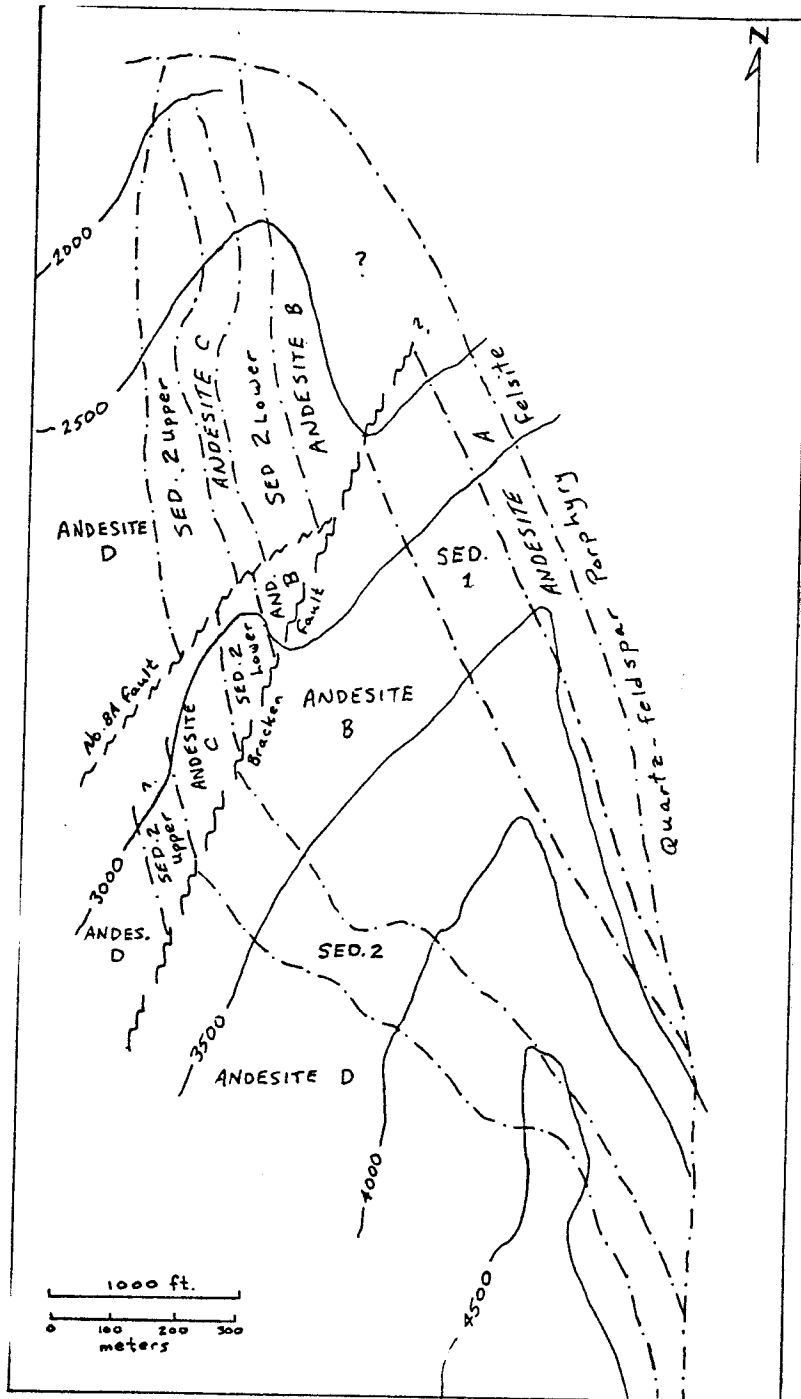 N
2000
?
2500
SED. 2 Upper
ANDESITE C
SED 2 Lower
ANDESITE B
?
ANDESITE A
Felsite
Quartz-feldspar Porphyry
ANDESITE
D
SED.
1
AND.
B
No. 8A Fault
SED. 2
Lower
Bracken Fault
ANDESITE
B
ANDESITE
C
?
SED. 2
Upper
3000
ANDES.
D
SED. 2
3500
ANDESITE D
4000
4500
1000 ft.
0 100 200 300
meters